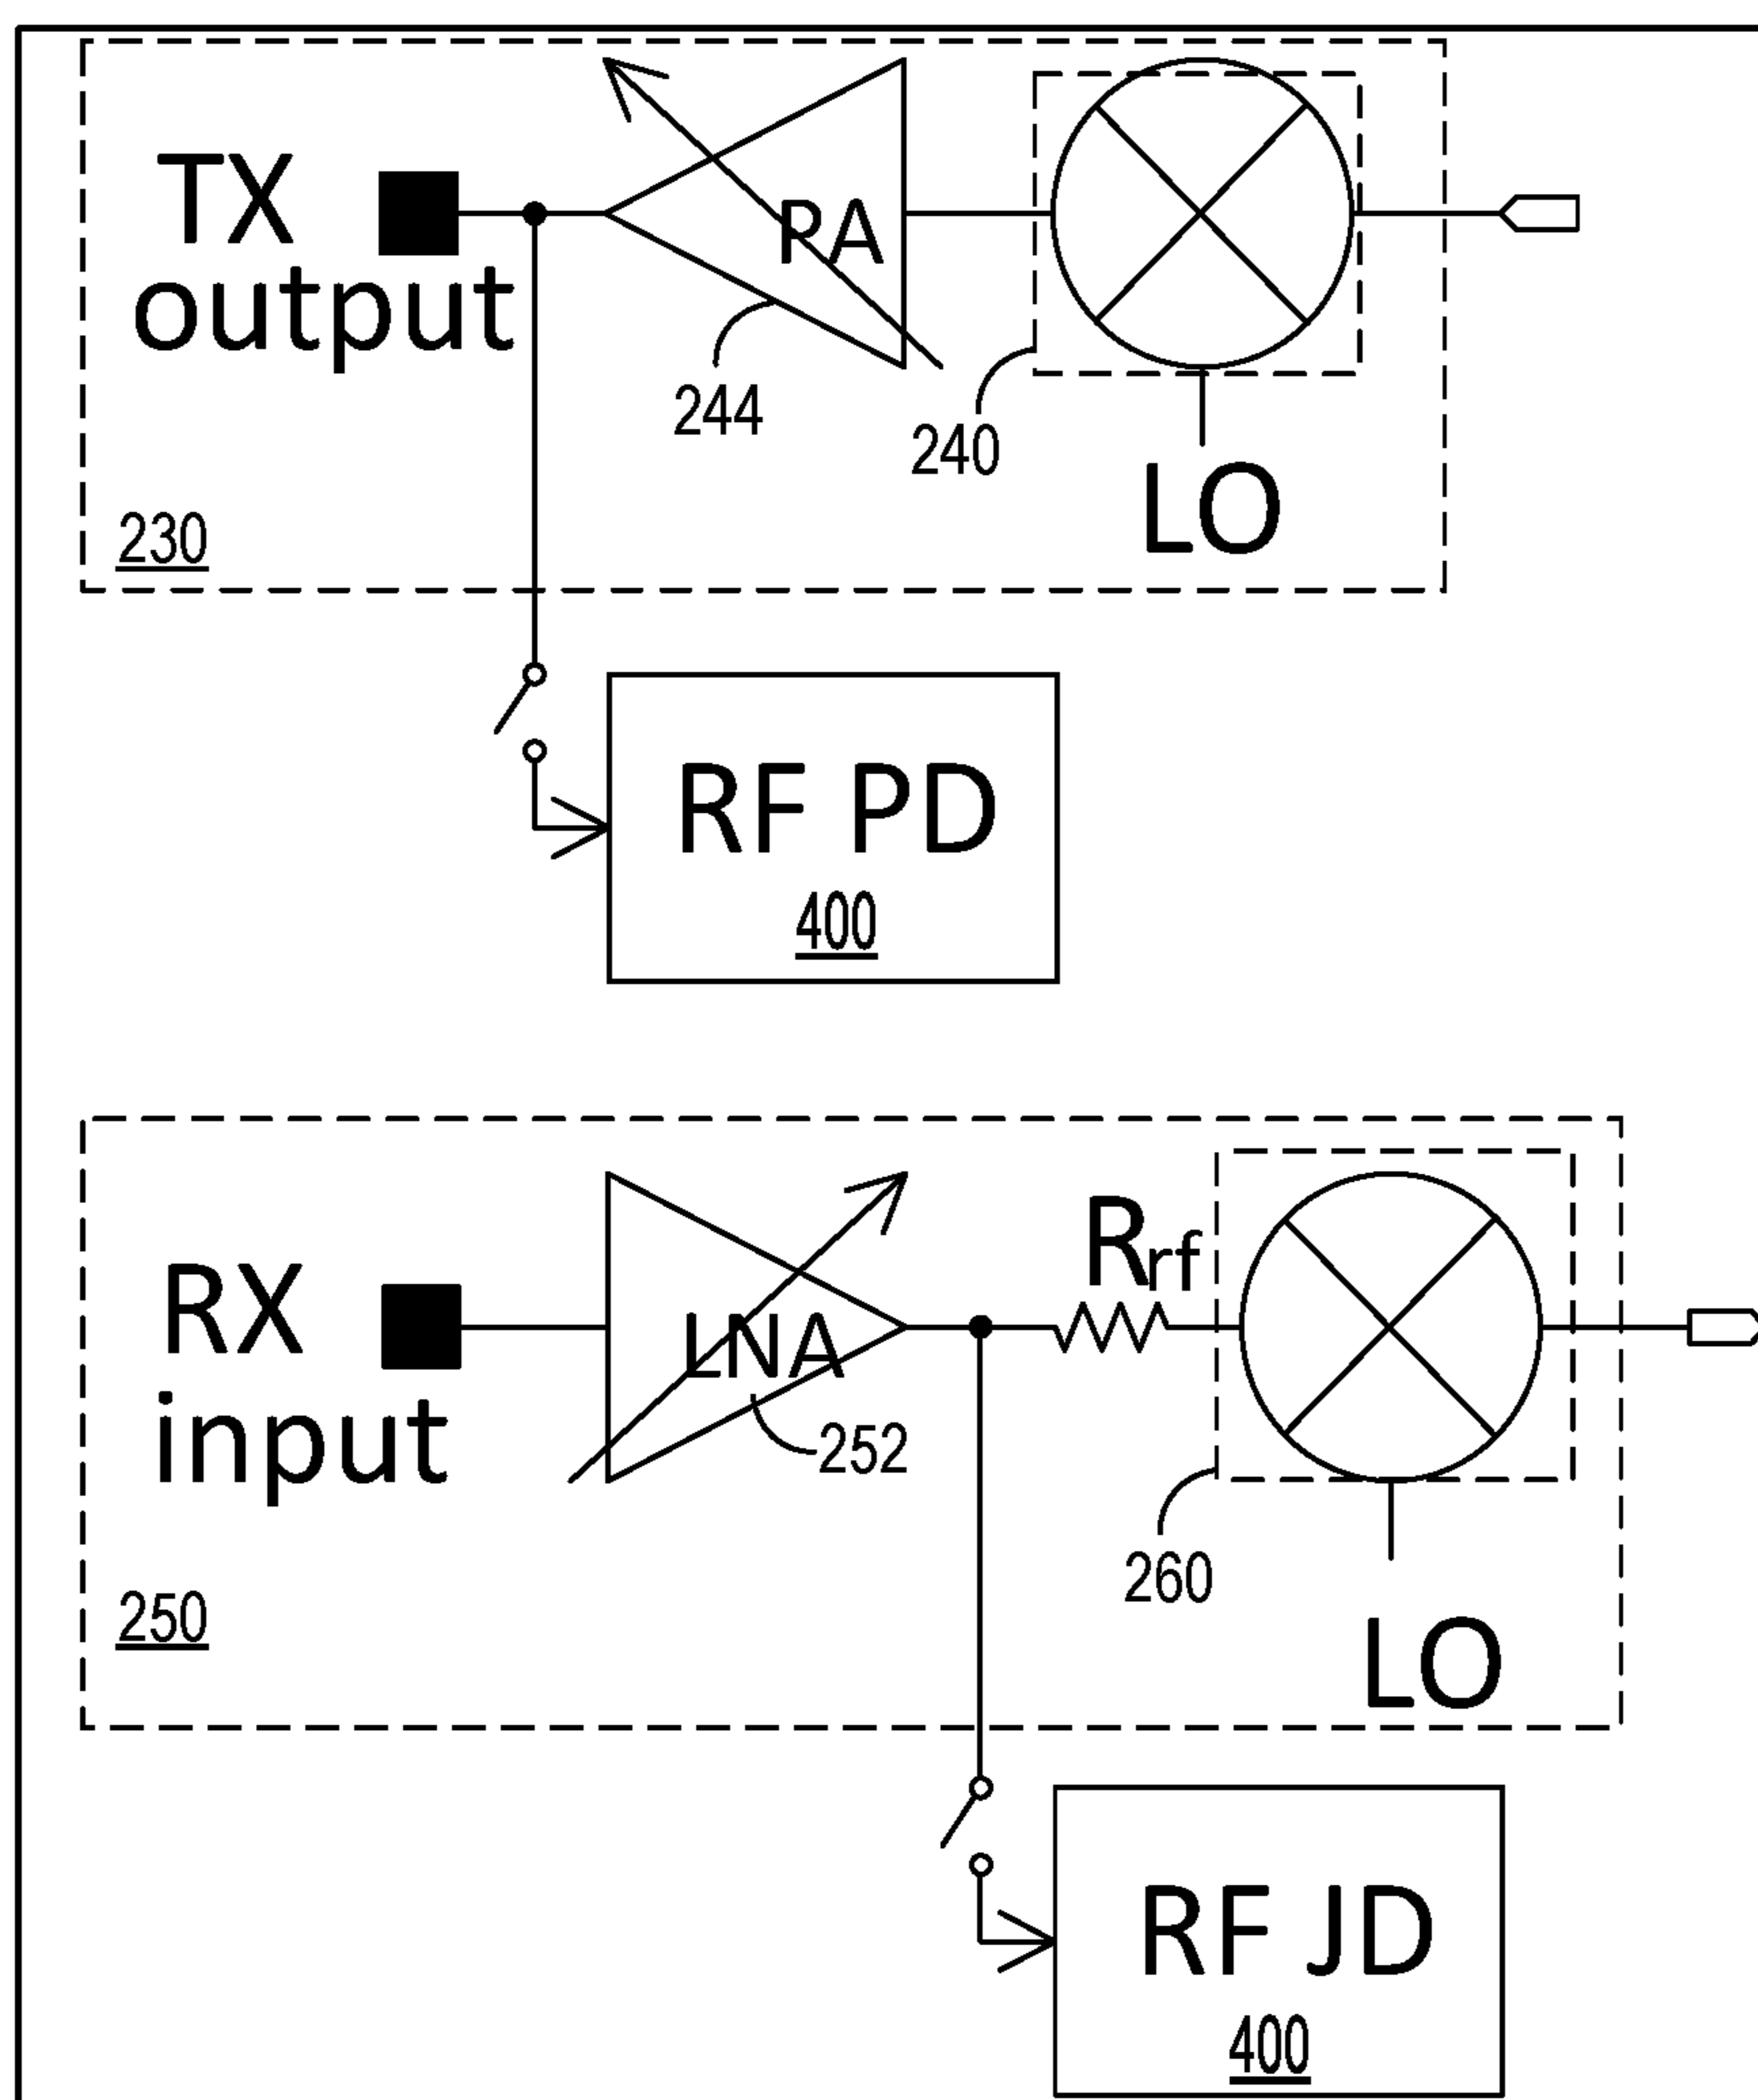 TX
output
PA
244
240
LO
230
RF PD
400
RX
input
LNA
252
Rrf
260
LO
250
RF JD
400